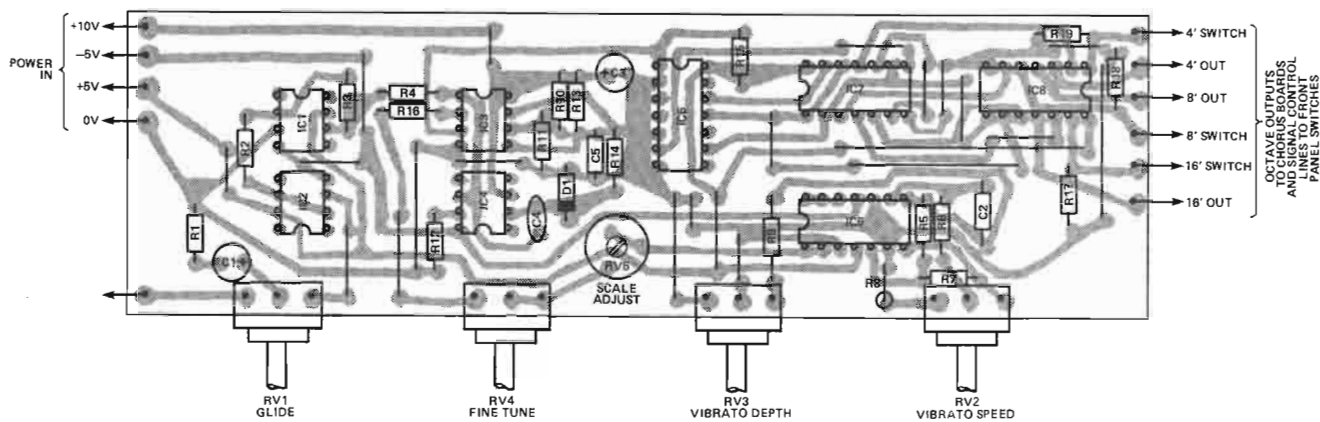 POWER IN
+10V
–5V
+5V
0V
R1
R2
IC1
IC2
R3
C1
R4
R16
R12
IC3
IC4
R11
R10
R13
C3
C5
R14
D1
C4
RV6
SCALE ADJUST
IC5
R15
IC7
IC8
R19
R18
R17
R9
IC6
R5
R6
C2
R7
R8
4' SWITCH
4' OUT
8' OUT
8' SWITCH
16' SWITCH
16' OUT
OCTAVE OUTPUTS
TO CHORUS BOARDS
AND SIGNAL CONTROL
LINES TO FRONT
PANEL SWITCHES
RV1
GLIDE
RV4
FINE TUNE
RV3
VIBRATO DEPTH
RV2
VIBRATO SPEED